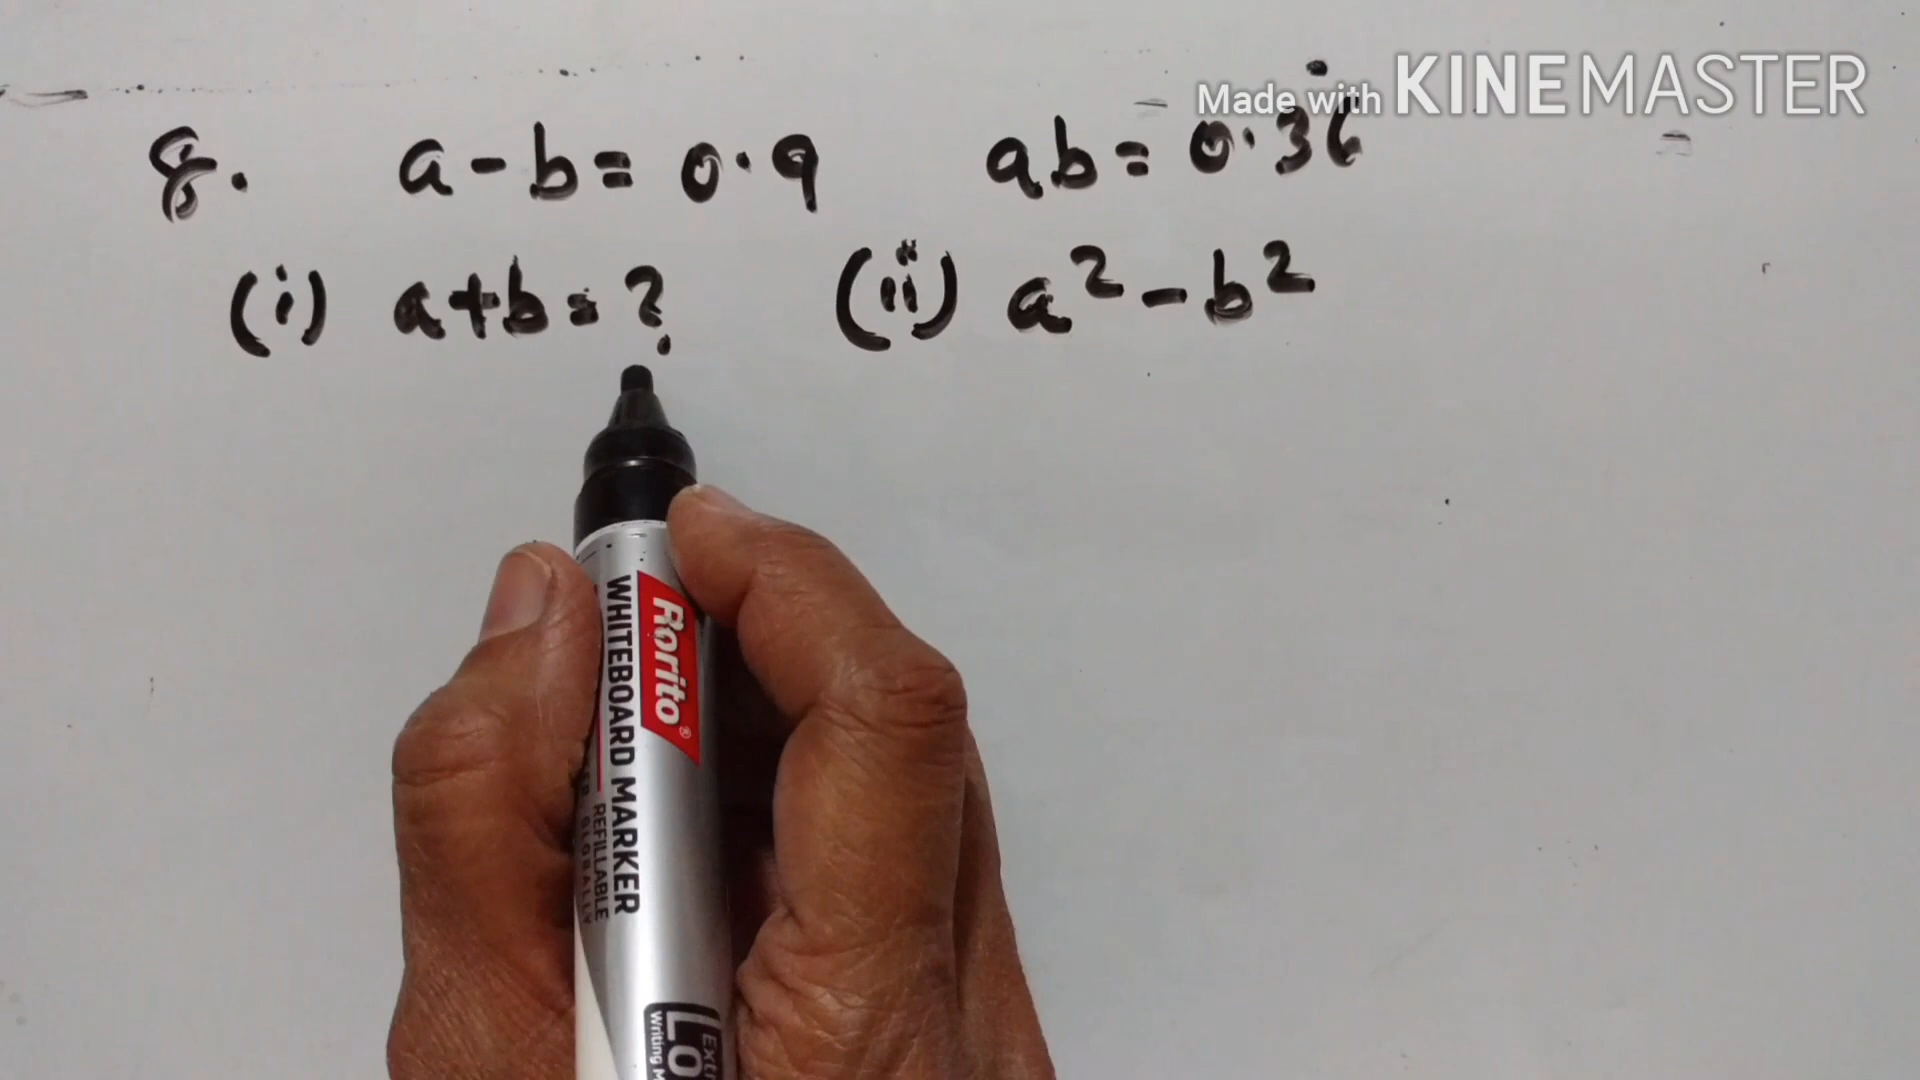 Made with KINEMASTER
8. a - b = 0.9 ab = 0.36
(i) a+b = ? (ii) a² - b²
Rorito®
WHITEBOARD MARKER
REFILLABLE